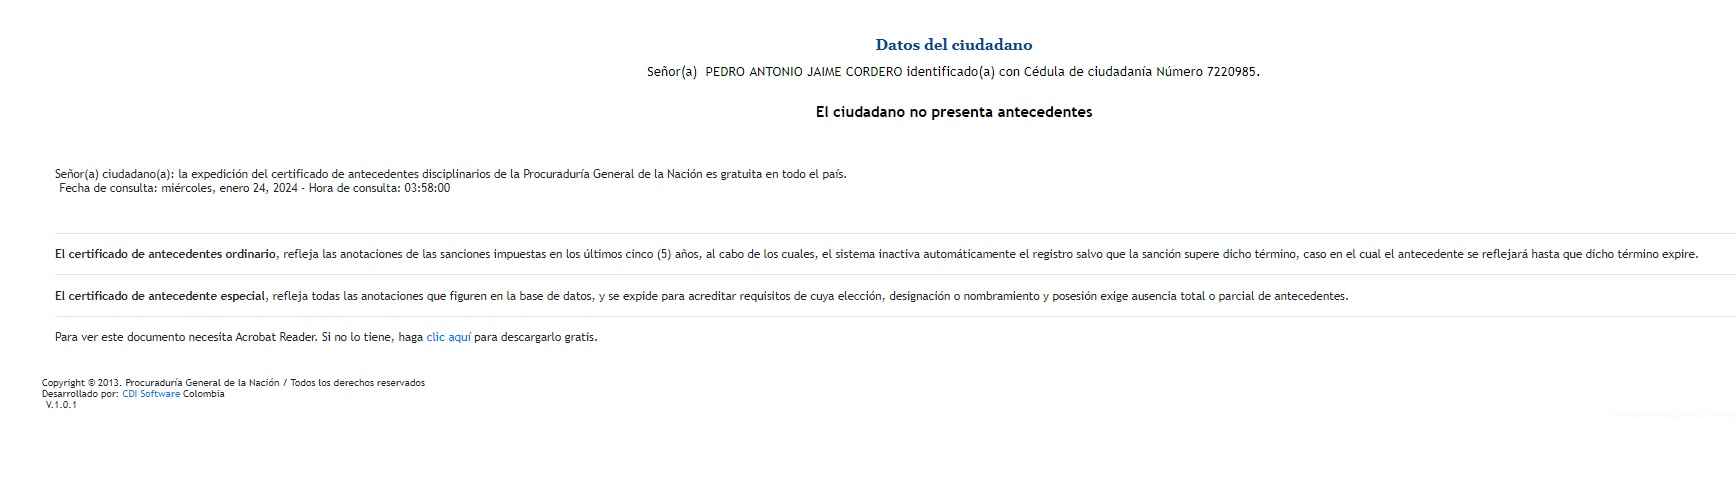 Datos del ciudadano
Señor(a) PEDRO ANTONIO JAIME CORDERO identificado(a) con Cédula de ciudadanía Número 7220985.
El ciudadano no presenta antecedentes
Señor(a) ciudadano(a): la expedición del certificado de antecedentes disciplinarios de la Procuraduría General de la Nación es gratuita en todo el país.
Fecha de consulta: miércoles, enero 24, 2024 - Hora de consulta: 03:58:00
El certificado de antecedentes ordinario, refleja las anotaciones de las sanciones impuestas en los últimos cinco (5) años, al cabo de los cuales, el sistema inactiva automáticamente el registro salvo que la sanción supere dicho término, caso en el cual el antecedente se reflejará hasta que dicho término expire.
El certificado de antecedente especial, refleja todas las anotaciones que figuren en la base de datos, y se expide para acreditar requisitos de cuya elección, designación o nombramiento y posesión exige ausencia total o parcial de antecedentes.
Para ver este documento necesita Acrobat Reader. Si no lo tiene, haga clic aquí para descargarlo gratis.
Copyright © 2013. Procuraduría General de la Nación / Todos los derechos reservados
Desarrollado por: CDI Software Colombia
V.1.0.1